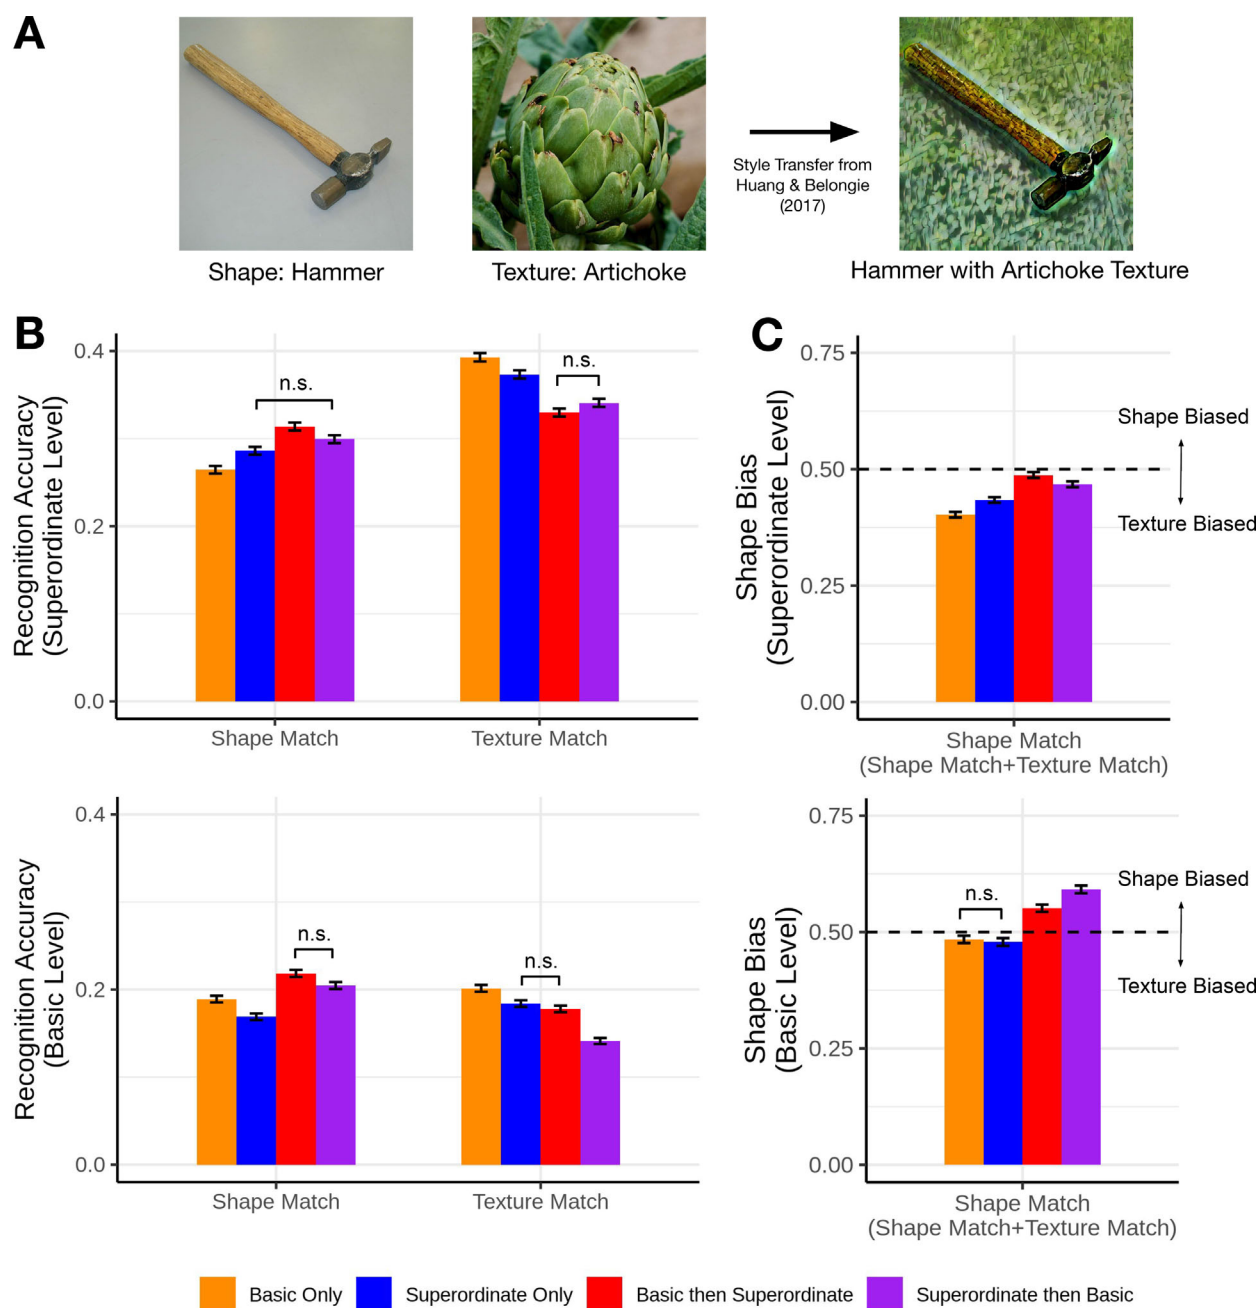 A
Style Transfer from
Huang & Belongie
(2017)
Shape: Hammer
Texture: Artichoke
Hammer with Artichoke Texture
B
Recognition Accuracy
(Superordinate Level)
0.4
0.2
0.0
n.s.
n.s.
Shape Match
Texture Match
C
Shape Bias
(Superordinate Level)
0.75
0.50
0.25
0.00
Shape Biased
Texture Biased
Shape Match
(Shape Match+Texture Match)
Recognition Accuracy
(Basic Level)
0.4
0.2
0.0
n.s.
n.s.
Shape Match
Texture Match
Shape Bias
(Basic Level)
0.75
0.50
0.25
0.00
n.s.
Shape Biased
Texture Biased
Shape Match
(Shape Match+Texture Match)
Basic Only
Superordinate Only
Basic then Superordinate
Superordinate then Basic